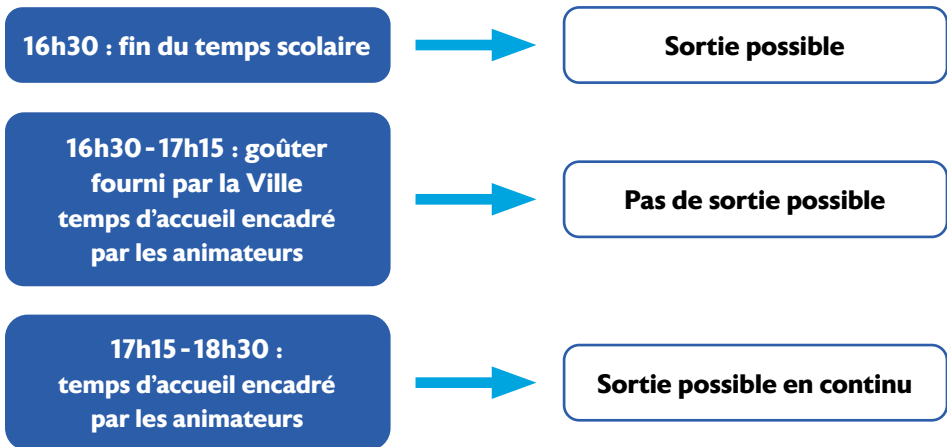 16h30 : fin du temps scolaire
Sortie possible
16h30 - 17h15 : goûter
fourni par la Ville
temps d’accueil encadré
par les animateurs
Pas de sortie possible
17h15 - 18h30 :
temps d’accueil encadré
par les animateurs
Sortie possible en continu